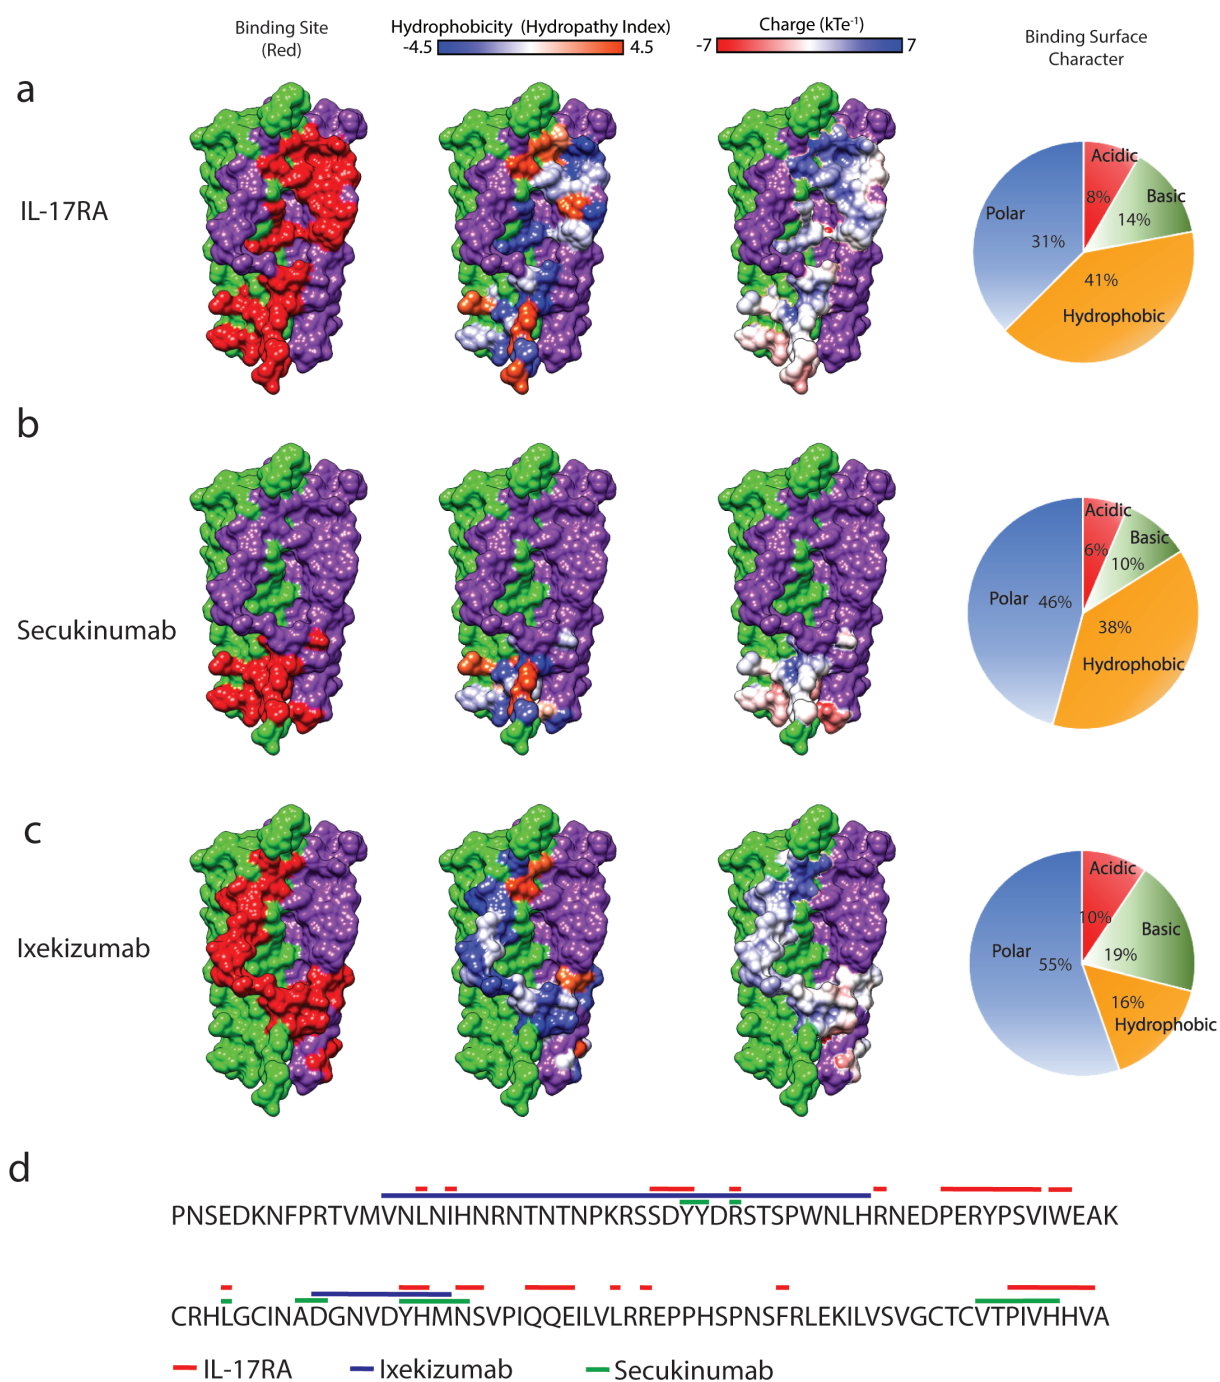 Binding Site
(Red)
Hydrophobicity (Hydropathy Index)
-4.5 4.5
Charge (kTe⁻¹)
-7 7
Binding Surface
Character
a
IL-17RA
Acidic
8%
Basic
14%
Polar
31%
41%
Hydrophobic
b
Secukinumab
Acidic
6%
Basic
10%
Polar 46%
38%
Hydrophobic
c
Ixekizumab
Acidic
10%
Basic
19%
Polar 55%
16%
Hydrophobic
d
PNSEDKNFPRTVMVNLNIHNRNTNTNPKRSSDYYDRSTSPWNLHRNEDPERYPSVIWEAK
CRHLGCINADGNVDYHMNSVPIQQEILVLRREPPHSPNSFRLEKILVSVGCTCVTPIVHHVA
IL-17RA Ixekizumab Secukinumab